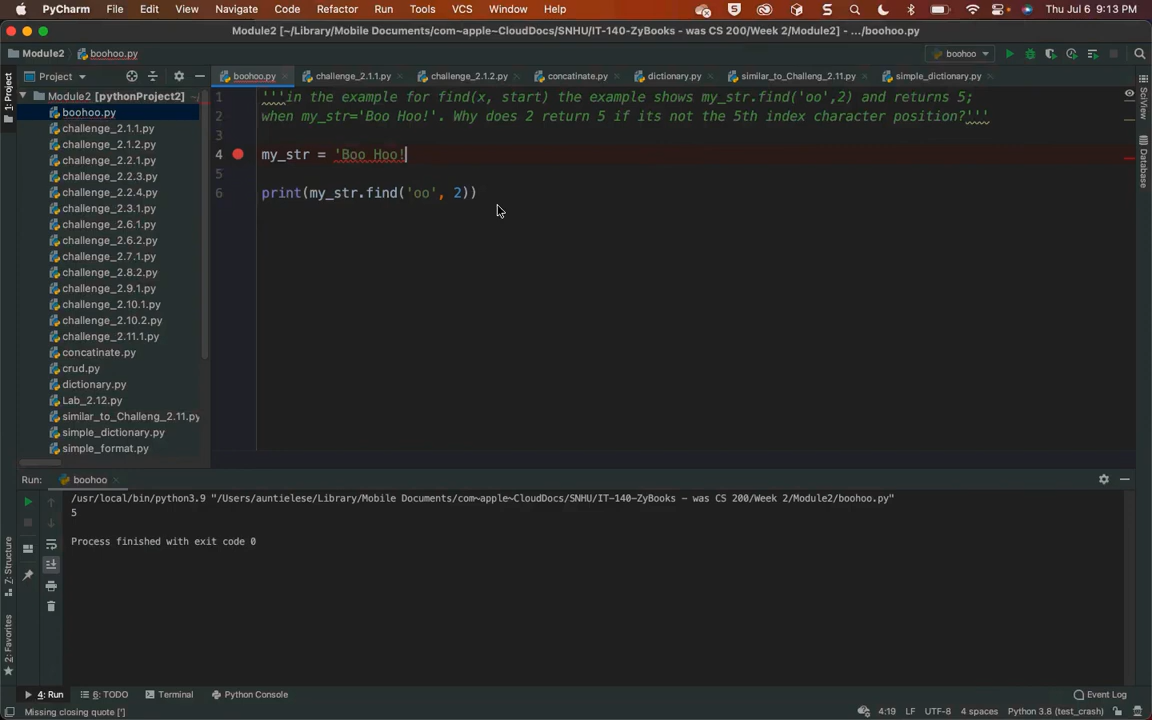 PyCharm File Edit View Navigate Code Refactor Run Tools VCS Window Help Thu Jul 6 9:13 PM
Module2 [~/Library/Mobile Documents/com~apple~CloudDocs/SNHU/IT-140-ZyBooks - was CS 200/Week 2/Module2] - .../boohoo.py
Module2 boohoo.py boohoo
Project boohoo.py challenge_2.1.1.py challenge_2.1.2.py concatinate.py dictionary.py similar_to_Challeng_2.11.py simple_dictionary.py
1: Project
Module2 [pythonProject2]
boohoo.py
challenge_2.1.1.py
challenge_2.1.2.py
challenge_2.2.1.py
challenge_2.2.3.py
challenge_2.2.4.py
challenge_2.3.1.py
challenge_2.6.1.py
challenge_2.6.2.py
challenge_2.7.1.py
challenge_2.8.2.py
challenge_2.9.1.py
challenge_2.10.1.py
challenge_2.10.2.py
challenge_2.11.1.py
concatinate.py
crud.py
dictionary.py
Lab_2.12.py
similar_to_Challeng_2.11.py
simple_dictionary.py
simple_format.py
1 '''in the example for find(x, start) the example shows my_str.find('oo',2) and returns 5;
2 when my_str='Boo Hoo!'. Why does 2 return 5 if its not the 5th index character position?'''
3
4 my_str = 'Boo Hoo!
5
6 print(my_str.find('oo', 2))
SciView
Database
Run: boohoo
/usr/local/bin/python3.9 "/Users/auntielese/Library/Mobile Documents/com~apple~CloudDocs/SNHU/IT-140-ZyBooks - was CS 200/Week 2/Module2/boohoo.py"
5
Process finished with exit code 0
7: Structure
2: Favorites
4: Run 6: TODO Terminal Python Console Event Log
Missing closing quote ['] 4:19 LF UTF-8 4 spaces Python 3.8 (test_crash)